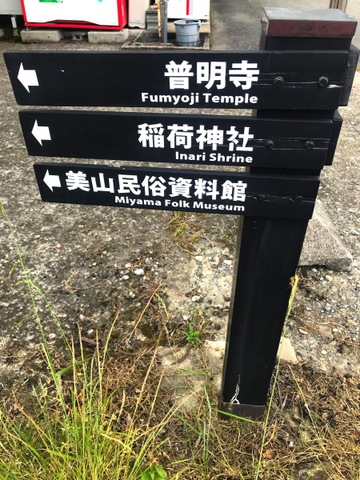 普明寺
Fumyoji Temple
稲荷神社
Inari Shrine
美山民俗資料館
Miyama Folk Museum